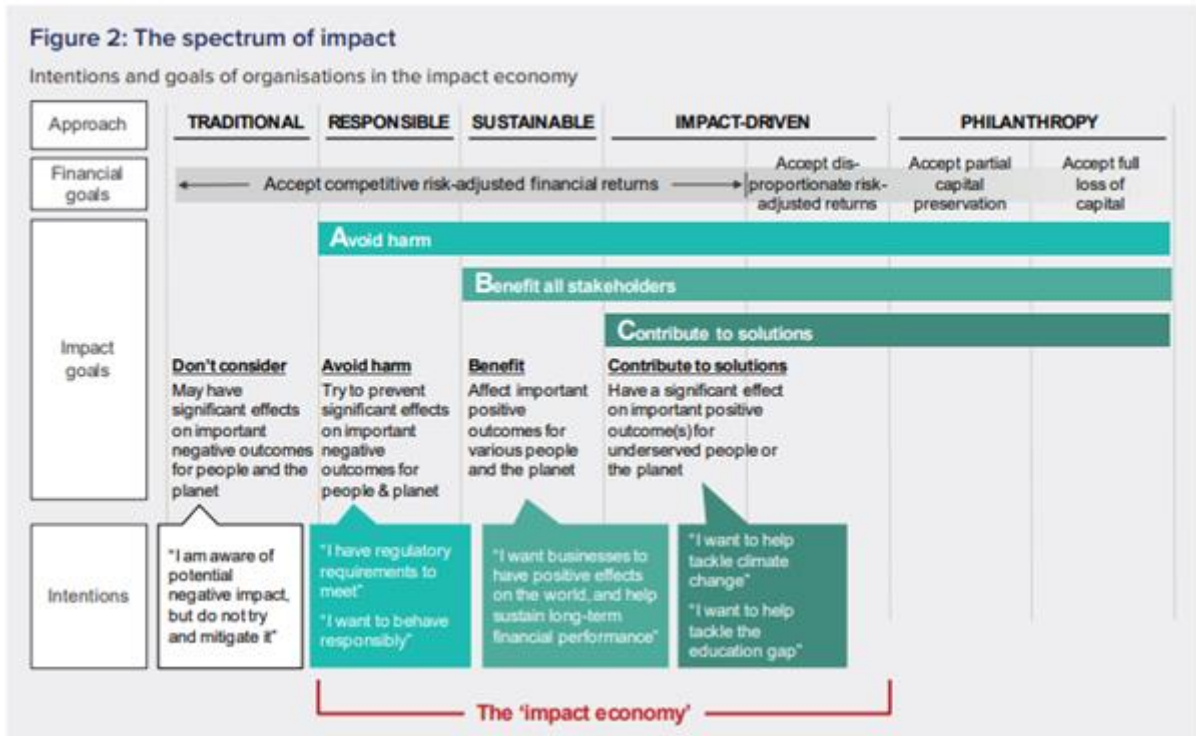 Figure 2: The spectrum of impact
Intentions and goals of organisations in the impact economy
Approach
TRADITIONAL
RESPONSIBLE
SUSTAINABLE
IMPACT-DRIVEN
PHILANTHROPY
Financial
goals
Accept competitive risk-adjusted financial returns
Accept dis-
proportionate risk-
adjusted returns
Accept partial
capital
preservation
Accept full
loss of
capital
Impact
goals
Avoid harm
Benefit all stakeholders
Contribute to solutions
Don't consider
May have
significant effects
on important
negative outcomes
for people and the
planet
Avoid harm
Try to prevent
significant effects
on important
negative
outcomes for
people & planet
Benefit
Affect important
positive
outcomes for
various people
and the planet
Contribute to solutions
Have a significant effect
on important positive
outcome(s) for
underserved people or
the planet
Intentions
"I am aware of
potential
negative impact,
but do not try
and mitigate it"
"I have regulatory
requirements to
meet"
"I want to behave
responsibly"
"I want businesses to
have positive effects
on the world, and help
sustain long-term
financial performance"
"I want to help
tackle climate
change"
"I want to help
tackle the
education gap"
The 'impact economy'